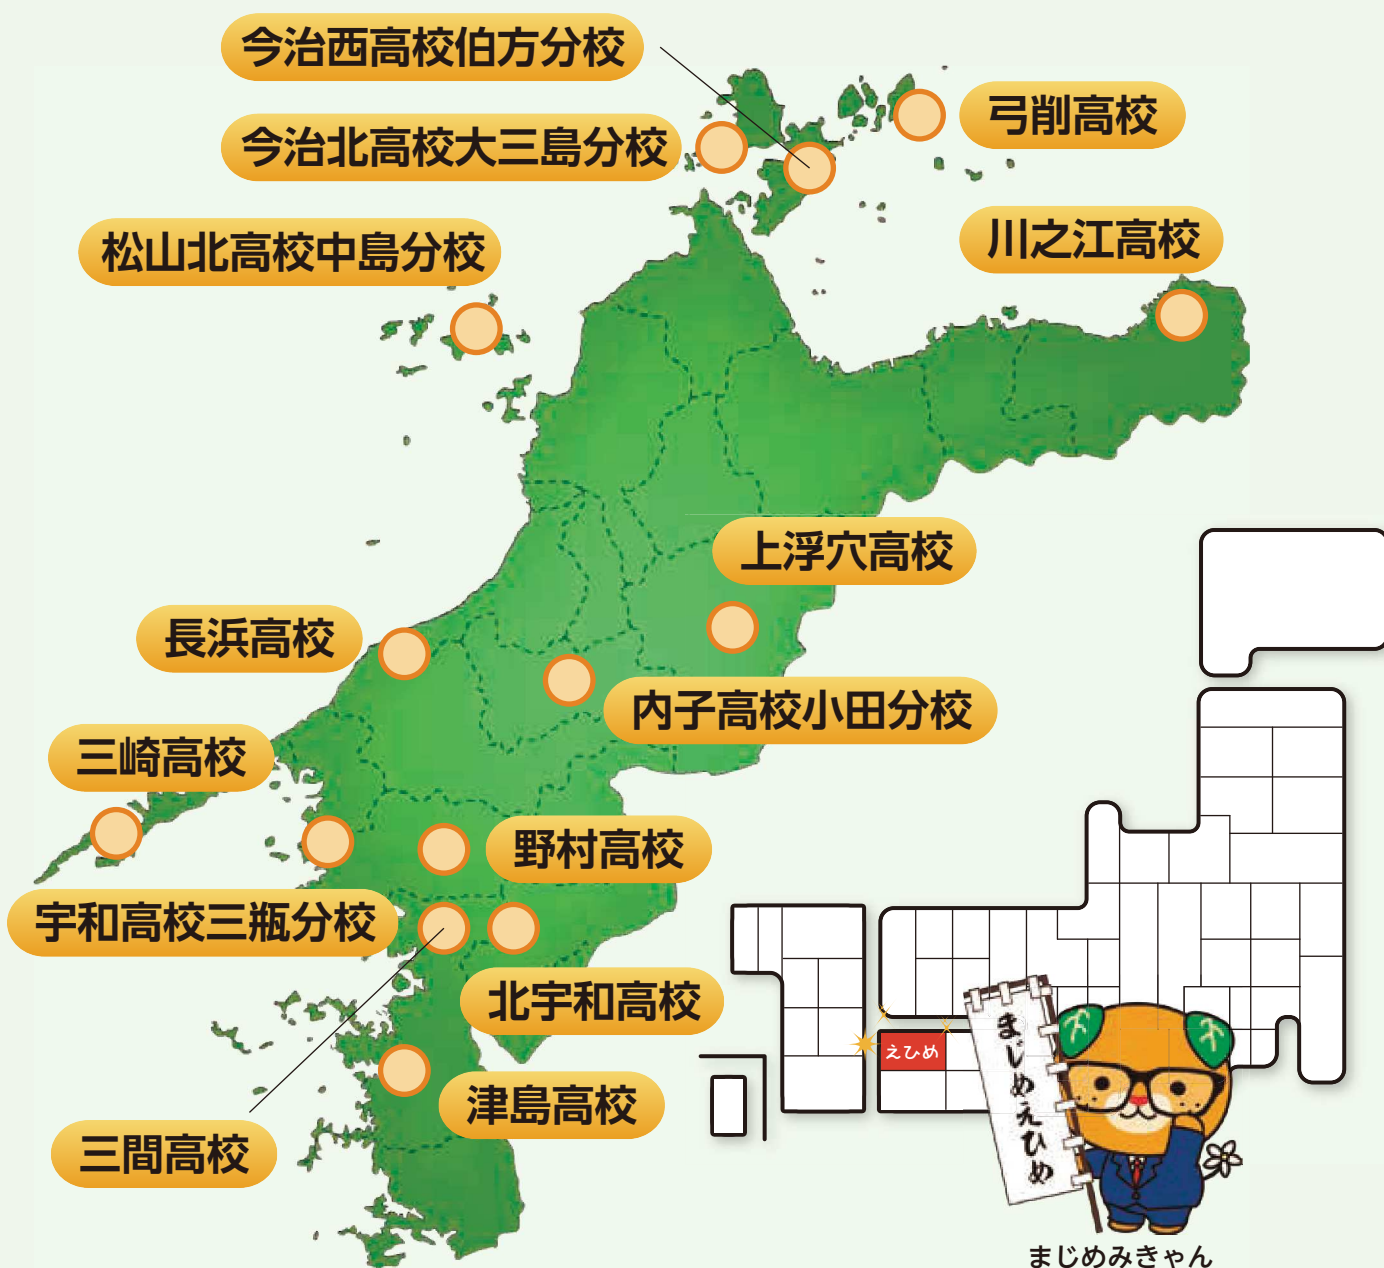 今治西高校伯方分校
弓削高校
今治北高校大三島分校
川之江高校
松山北高校中島分校
上浮穴高校
長浜高校
内子高校小田分校
三崎高校
野村高校
宇和高校三瓶分校
北宇和高校
津島高校
三間高校
えひめ
まじめえひめ
まじめみきゃん